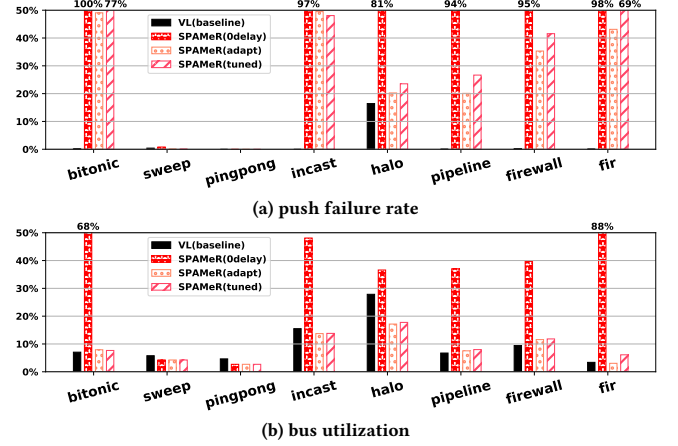 100% 77% 97% 81% 94% 95% 98% 69%
50%
40%
30%
20%
10%
0%
VL(baseline)
SPAMeR(0delay)
SPAMeR(adapt)
SPAMeR(tuned)
bitonic sweep pingpong incast halo pipeline firewall fir
(a) push failure rate
68% 88%
50%
40%
30%
20%
10%
0%
VL(baseline)
SPAMeR(0delay)
SPAMeR(adapt)
SPAMeR(tuned)
bitonic sweep pingpong incast halo pipeline firewall fir
(b) bus utilization